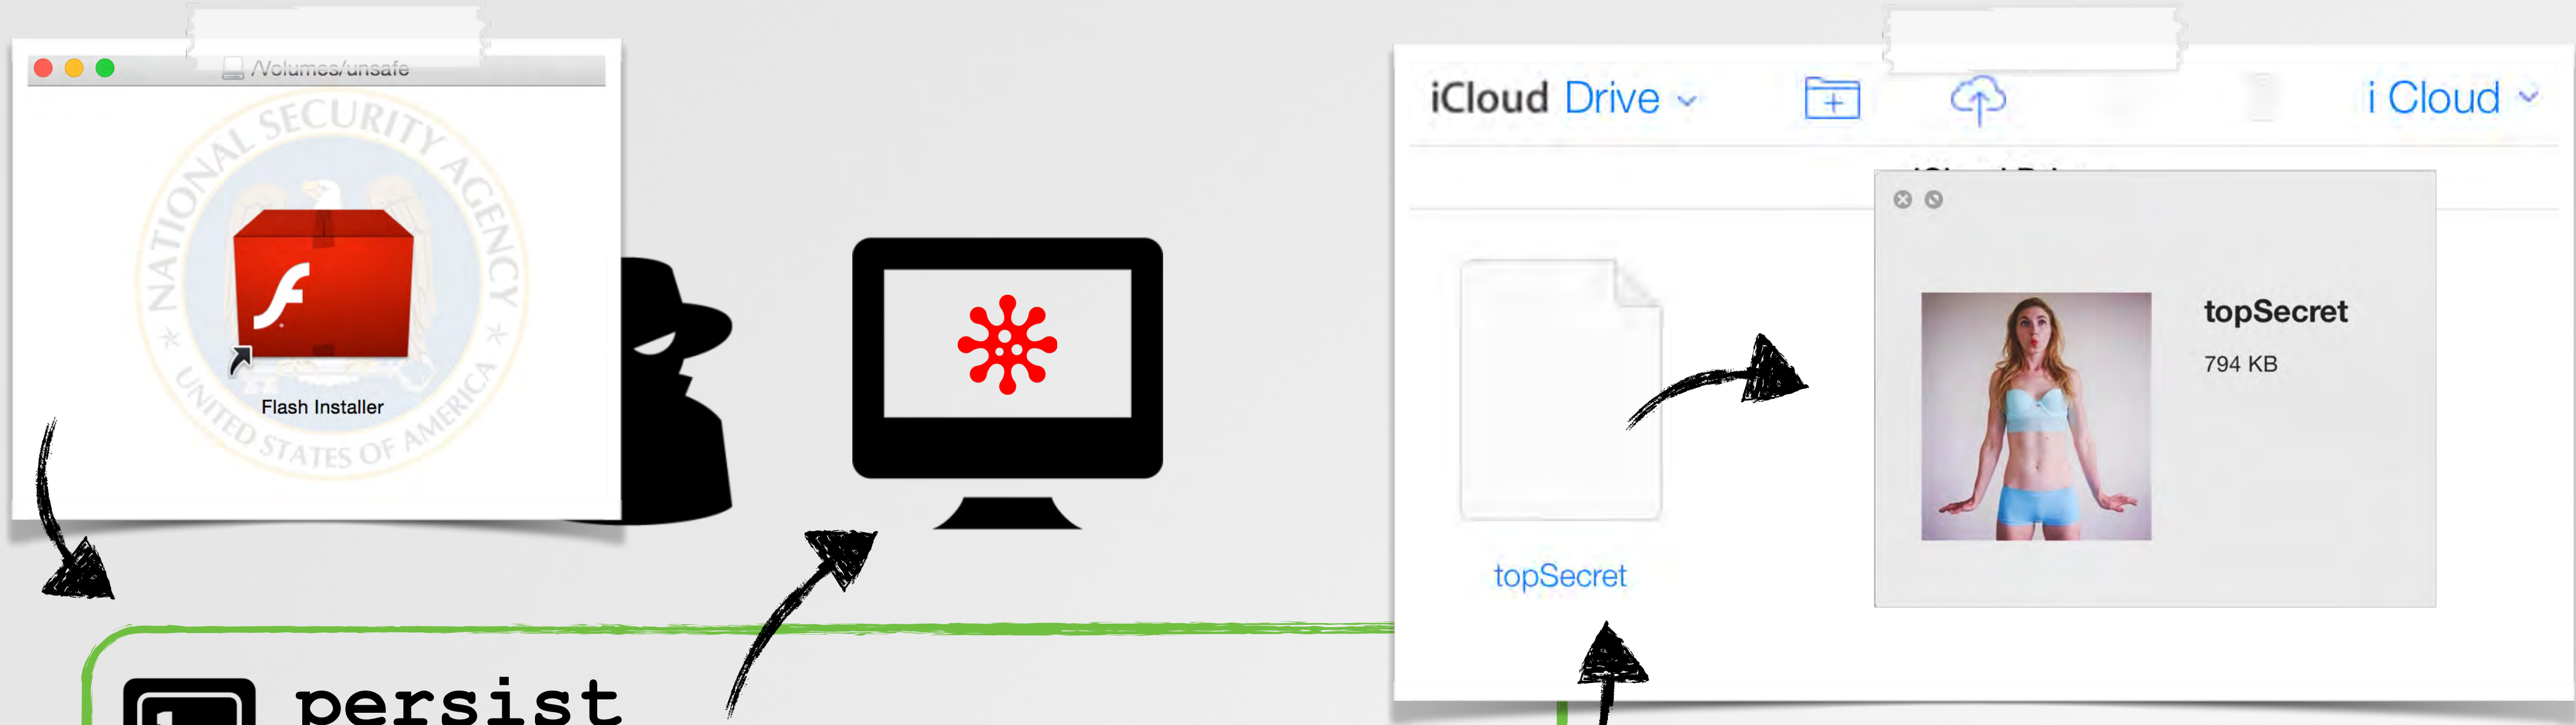 /Volumes/unsafe
NATIONAL SECURITY AGENCY
UNITED STATES OF AMERICA
Flash Installer
iCloud Drive
i Cloud
topSecret
topSecret
794 KB
persist